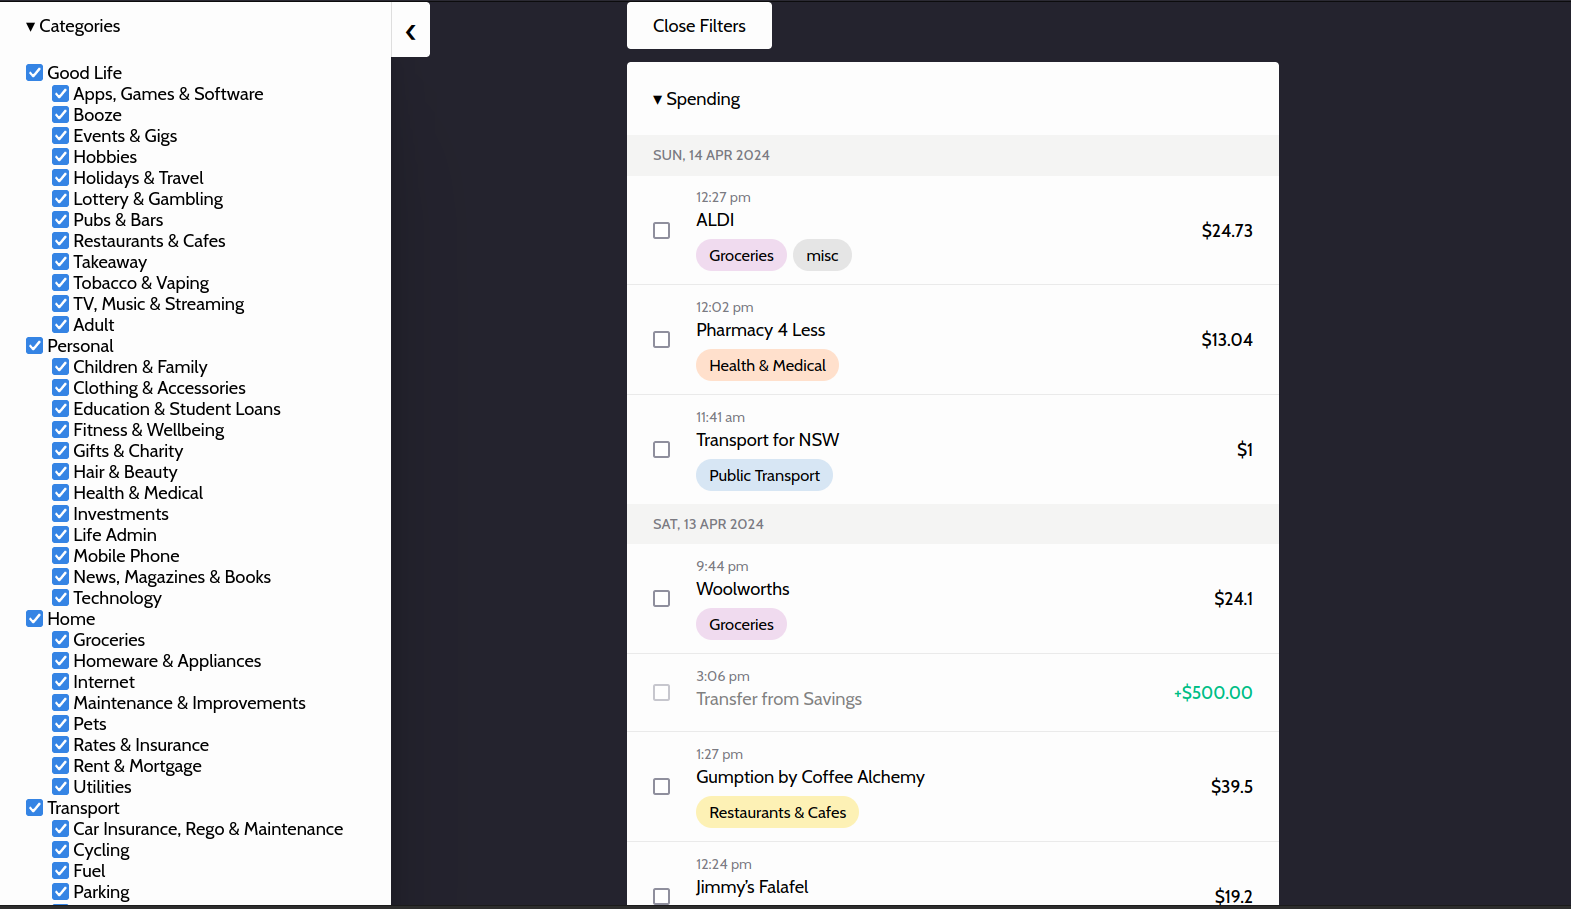 ▾ Categories
Good Life
Apps, Games & Software
Booze
Events & Gigs
Hobbies
Holidays & Travel
Lottery & Gambling
Pubs & Bars
Restaurants & Cafes
Takeaway
Tobacco & Vaping
TV, Music & Streaming
Adult
Personal
Children & Family
Clothing & Accessories
Education & Student Loans
Fitness & Wellbeing
Gifts & Charity
Hair & Beauty
Health & Medical
Investments
Life Admin
Mobile Phone
News, Magazines & Books
Technology
Home
Groceries
Homeware & Appliances
Internet
Maintenance & Improvements
Pets
Rates & Insurance
Rent & Mortgage
Utilities
Transport
Car Insurance, Rego & Maintenance
Cycling
Fuel
Parking
Close Filters
▾ Spending
SUN, 14 APR 2024
12:27 pm
ALDI
$24.73
Groceries misc
12:02 pm
Pharmacy 4 Less
$13.04
Health & Medical
11:41 am
Transport for NSW
$1
Public Transport
SAT, 13 APR 2024
9:44 pm
Woolworths
$24.1
Groceries
3:06 pm
Transfer from Savings
+$500.00
1:27 pm
Gumption by Coffee Alchemy
$39.5
Restaurants & Cafes
12:24 pm
Jimmy's Falafel
$19.2